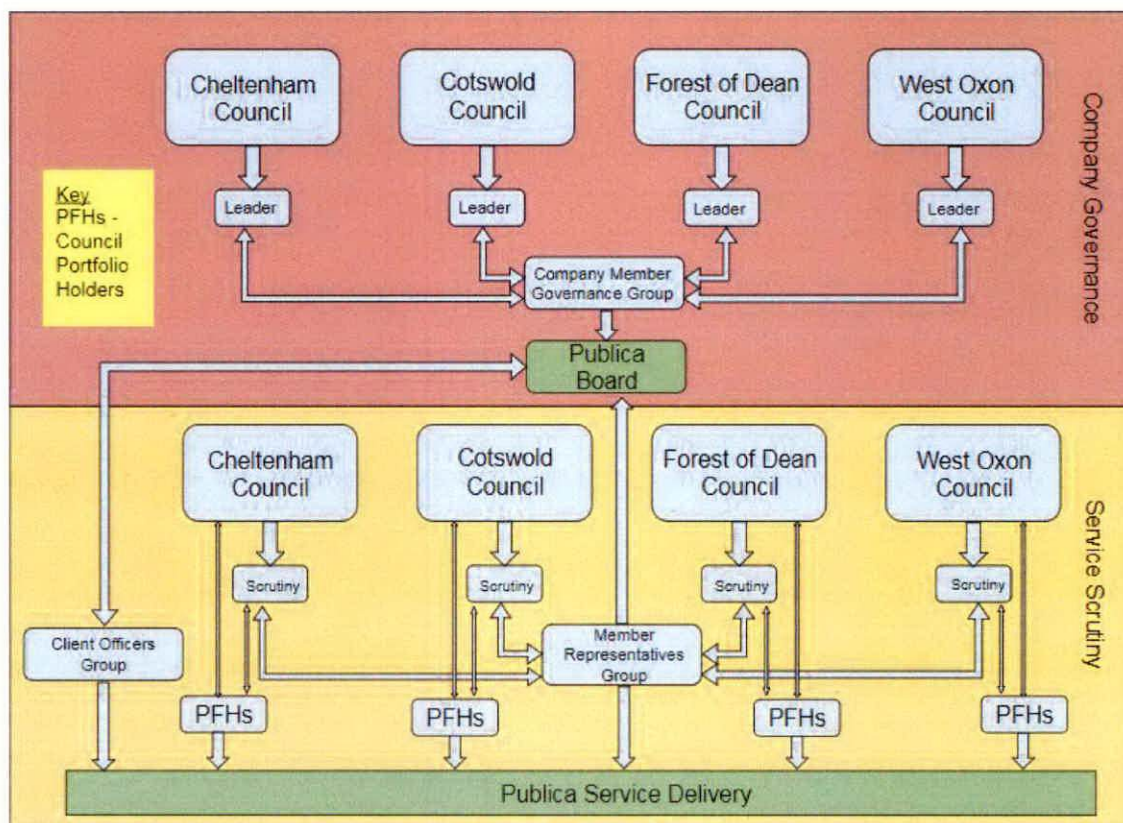 Cheltenham
Council
Cotswold
Council
Forest of Dean
Council
West Oxon
Council
Company Governance
Key
PFHs -
Council
Portfolio
Holders
Leader
Leader
Leader
Leader
Company Member
Governance Group
Publica
Board
Cheltenham
Council
Cotswold
Council
Forest of Dean
Council
West Oxon
Council
Service Scrutiny
Scrutiny
Scrutiny
Scrutiny
Scrutiny
Client Officers
Group
Member
Representatives
Group
PFHs
PFHs
PFHs
PFHs
Publica Service Delivery